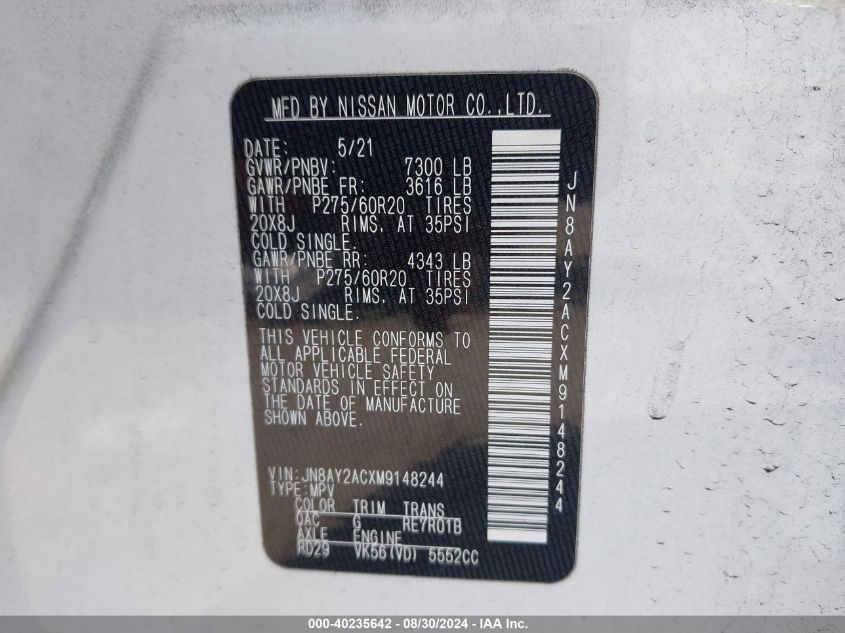 MFD BY NISSAN MOTOR CO.,LTD.
DATE: 5/21
GVWR/PNBV: 7300 LB
GAWR/PNBE FR: 3616 LB
WITH P275/60R20 TIRES
20X8J RIMS, AT 35PSI
COLD SINGLE.
GAWR/PNBE RR: 4343 LB
WITH P275/60R20 TIRES
20X8J RIMS, AT 35PSI
COLD SINGLE.
THIS VEHICLE CONFORMS TO
ALL APPLICABLE FEDERAL
MOTOR VEHICLE SAFETY
STANDARDS IN EFFECT ON
THE DATE OF MANUFACTURE
SHOWN ABOVE.
VIN:JN8AY2ACXM9148244
TYPE:MPV
COLOR TRIM TRANS
QAC G RE7R01B
AXLE ENGINE
RD29 VK56(VD) 5552CC
JN8AY2ACXM9148244
000-40235642 - 08/30/2024 - IAA Inc.